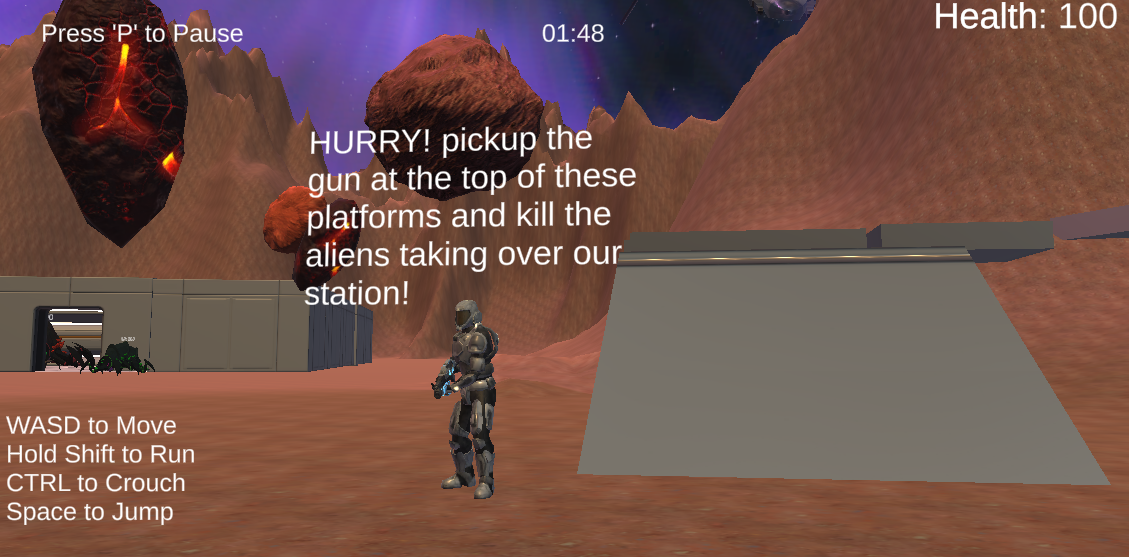 Press 'P' to Pause
01:48
Health: 100
HURRY! pickup the
gun at the top of these
platforms and kill the
aliens taking over our
station!
WASD to Move
Hold Shift to Run
CTRL to Crouch
Space to Jump